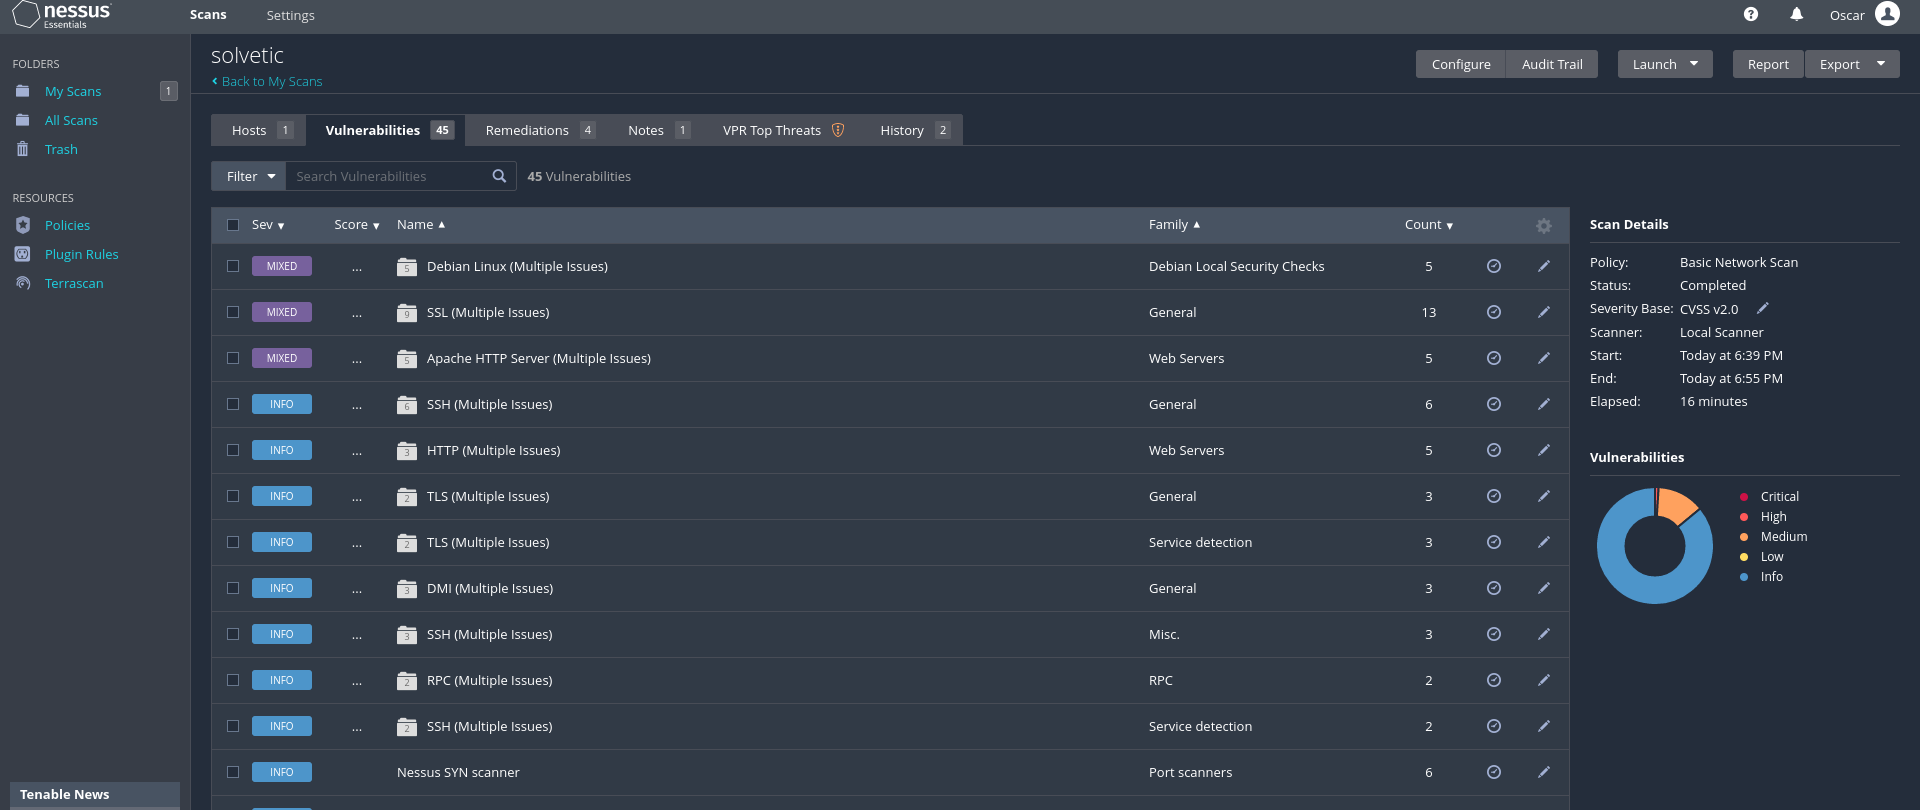 nessus
Essentials
Scans
Settings
Oscar
FOLDERS
My Scans
1
All Scans
Trash
RESOURCES
Policies
Plugin Rules
Terrascan
Tenable News
solvetic
Back to My Scans
Configure
Audit Trail
Launch
Report
Export
Hosts 1
Vulnerabilities 45
Remediations 4
Notes 1
VPR Top Threats
History 2
Filter
Search Vulnerabilities
45 Vulnerabilities
Sev Score Name Family Count
MIXED ... 5 Debian Linux (Multiple Issues) Debian Local Security Checks 5
MIXED ... 9 SSL (Multiple Issues) General 13
MIXED ... 5 Apache HTTP Server (Multiple Issues) Web Servers 5
INFO ... 6 SSH (Multiple Issues) General 6
INFO ... 3 HTTP (Multiple Issues) Web Servers 5
INFO ... 2 TLS (Multiple Issues) General 3
INFO ... 2 TLS (Multiple Issues) Service detection 3
INFO ... 3 DMI (Multiple Issues) General 3
INFO ... 3 SSH (Multiple Issues) Misc. 3
INFO ... 2 RPC (Multiple Issues) RPC 2
INFO ... 2 SSH (Multiple Issues) Service detection 2
INFO Nessus SYN scanner Port scanners 6
Scan Details
Policy: Basic Network Scan
Status: Completed
Severity Base: CVSS v2.0
Scanner: Local Scanner
Start: Today at 6:39 PM
End: Today at 6:55 PM
Elapsed: 16 minutes
Vulnerabilities
Critical
High
Medium
Low
Info